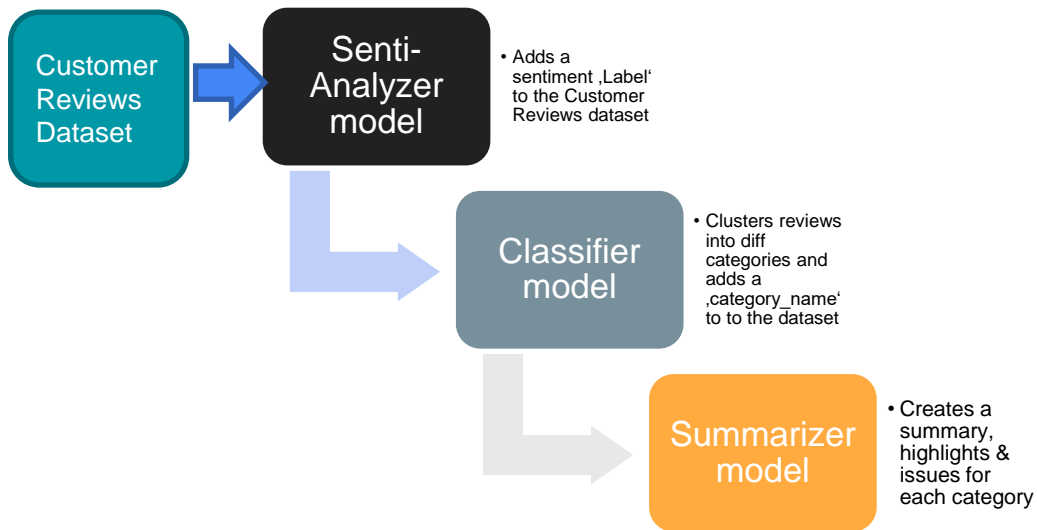 Customer
Reviews
Dataset
Senti-
Analyzer
model
• Adds a
sentiment ‚Label‘
to the Customer
Reviews dataset
Classifier
model
• Clusters reviews
into diff
categories and
adds a
‚category_name‘
to to the dataset
Summarizer
model
• Creates a
summary,
highlights &
issues for
each category